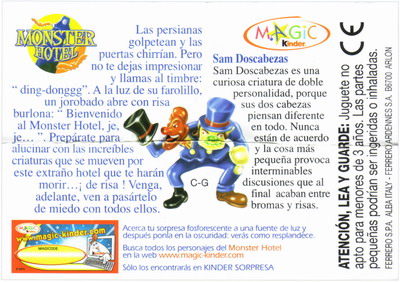 MONSTER
HOTEL
Las persianas
golpetean y las
puertas chirrían. Pero
no te dejas impresionar
y llamas al timbre:
“ ding-donggg”. A la luz de su farolillo,
un jorobado abre con risa
burlona: “ Bienvenido
al Monster Hotel, je,
je… ”. Prepárate para
alucinar con las increíbles
criaturas que se mueven por
este extraño hotel que te harán
morir...; de risa ! Venga,
adelante, ven a pasártelo
de miedo con todos ellos.
MAGiC
Kinder
Sam Doscabezas
Sam Doscabezas es una
curiosa criatura de doble
personalidad, porque
sus dos cabezas
piensan diferente
en todo. Nunca
están de acuerdo
y la cosa más
pequeña provoca
interminables
discusiones que al
final acaban entre
bromas y risas.
C-G
CE
ATENCIÓN, LEA Y GUARDE: Juguete no
apto para menores de 3 años. Las partes
pequeñas podrían ser ingeridas o inhaladas.
FERRERO S.P.A. ALBA ITALY - FERRERO ARDENNES S.A. B6700 ARLON
MAGiC
Kinder
www.magic-kinder.com
MAGICODE
Acerca tu sorpresa fosforescente a una fuente de luz y
después ponla en la oscuridad: verás como resplandece.
Busca todos los personajes del Monster Hotel
en la web www.magic-kinder.com
Sólo los encontrarás en KINDER SORPRESA